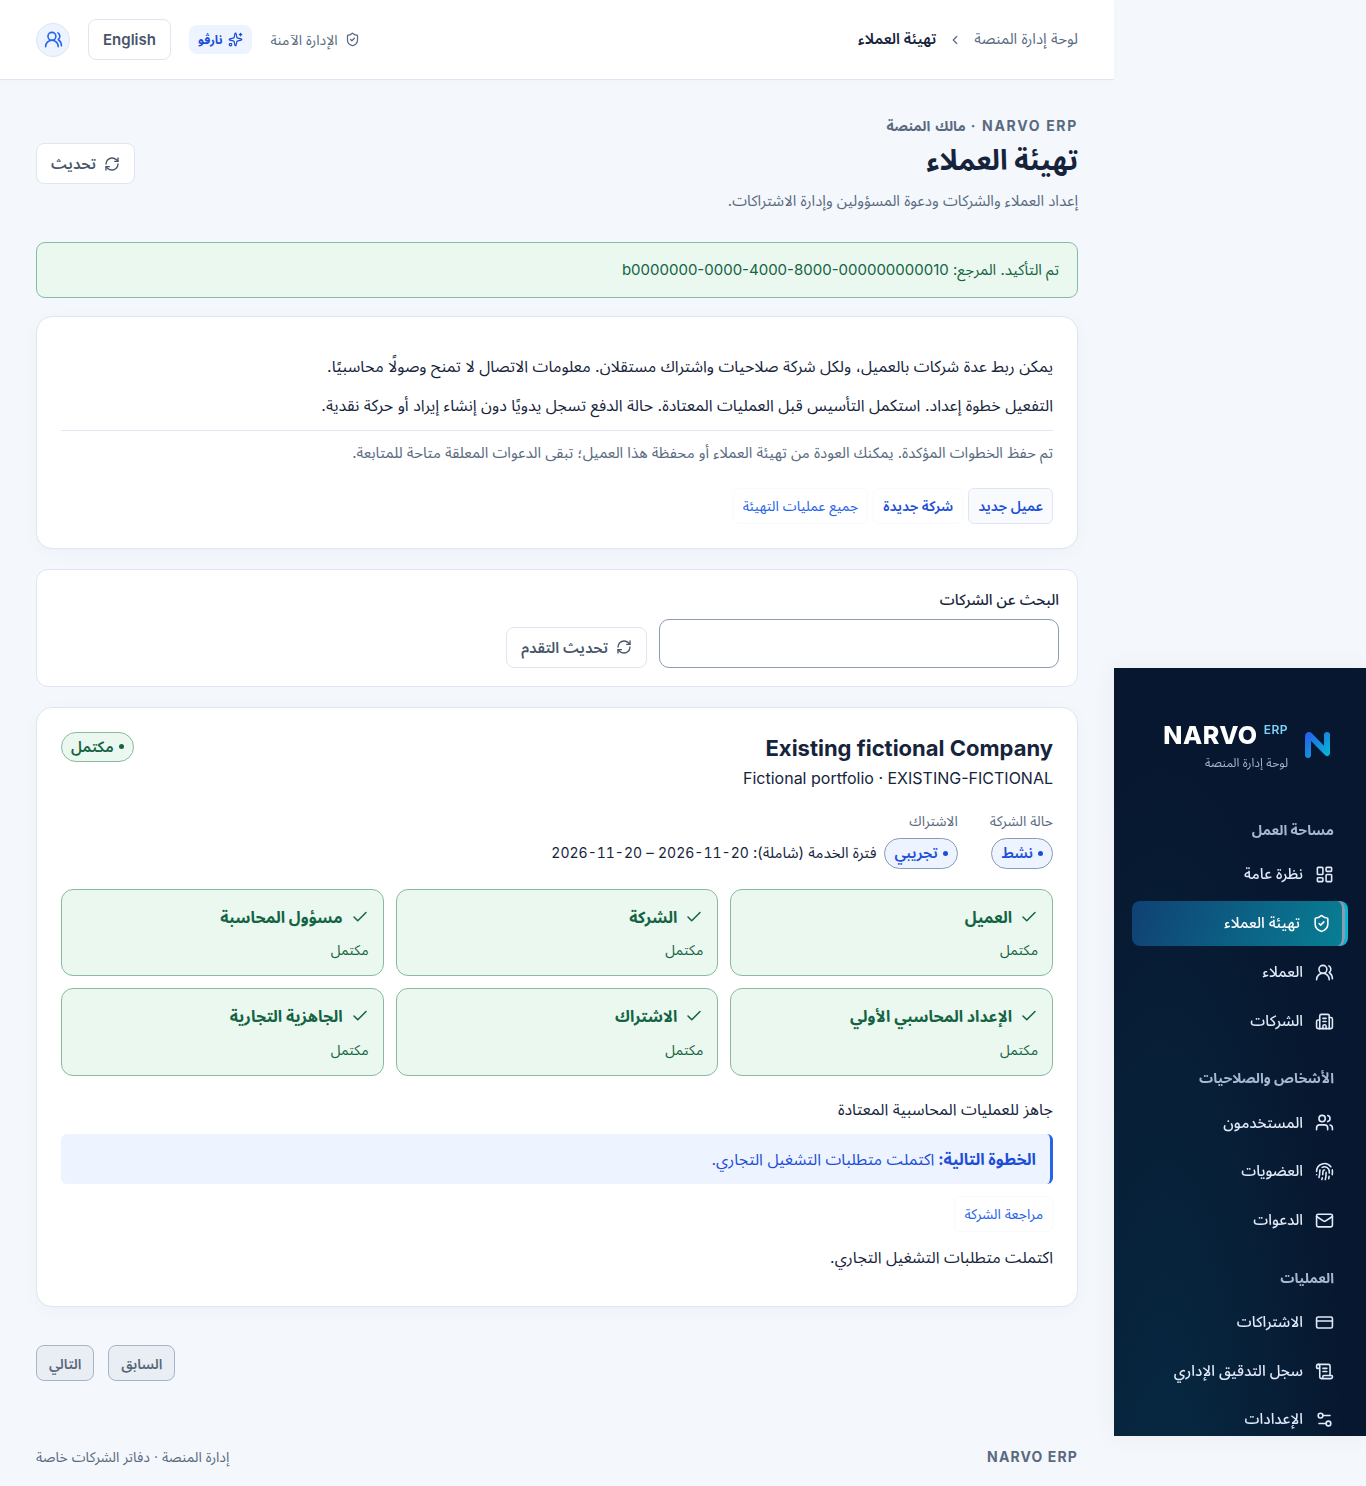 لوحة إدارة المنصة › تهيئة العملاء
الإدارة الآمنة
نارڤو
English
NARVO ERP · مالك المنصة
تهيئة العملاء
إعداد العملاء والشركات ودعوة المسؤولين وإدارة الاشتراكات.
تحديث
تم التأكيد. المرجع: b0000000-0000-4000-8000-000000000010
يمكن ربط عدة شركات بالعميل، ولكل شركة صلاحيات واشتراك مستقلان. معلومات الاتصال لا تمنح وصولًا محاسبيًا.
التفعيل خطوة إعداد. استكمل التأسيس قبل العمليات المعتادة. حالة الدفع تسجل يدويًا دون إنشاء إيراد أو حركة نقدية.
تم حفظ الخطوات المؤكدة. يمكنك العودة من تهيئة العملاء أو محفظة هذا العميل؛ تبقى الدعوات المعلقة متاحة للمتابعة.
عميل جديد
شركة جديدة
جميع عمليات التهيئة
البحث عن الشركات
تحديث التقدم
Existing fictional Company
مكتمل
Fictional portfolio · EXISTING-FICTIONAL
حالة الشركة
الاشتراك
نشط
تجريبي
فترة الخدمة (شاملة): 2026-11-20 – 2026-11-20
العميل
مكتمل
الشركة
مكتمل
مسؤول المحاسبة
مكتمل
الإعداد المحاسبي الأولي
مكتمل
الاشتراك
مكتمل
الجاهزية التجارية
مكتمل
جاهز للعمليات المحاسبية المعتادة
الخطوة التالية: اكتملت متطلبات التشغيل التجاري.
مراجعة الشركة
اكتملت متطلبات التشغيل التجاري.
السابق
التالي
NARVO ERP
إدارة المنصة · دفاتر الشركات خاصة
NARVO ERP
لوحة إدارة المنصة
مساحة العمل
نظرة عامة
تهيئة العملاء
العملاء
الشركات
الأشخاص والصلاحيات
المستخدمون
العضويات
الدعوات
العمليات
الاشتراكات
سجل التدقيق الإداري
الإعدادات